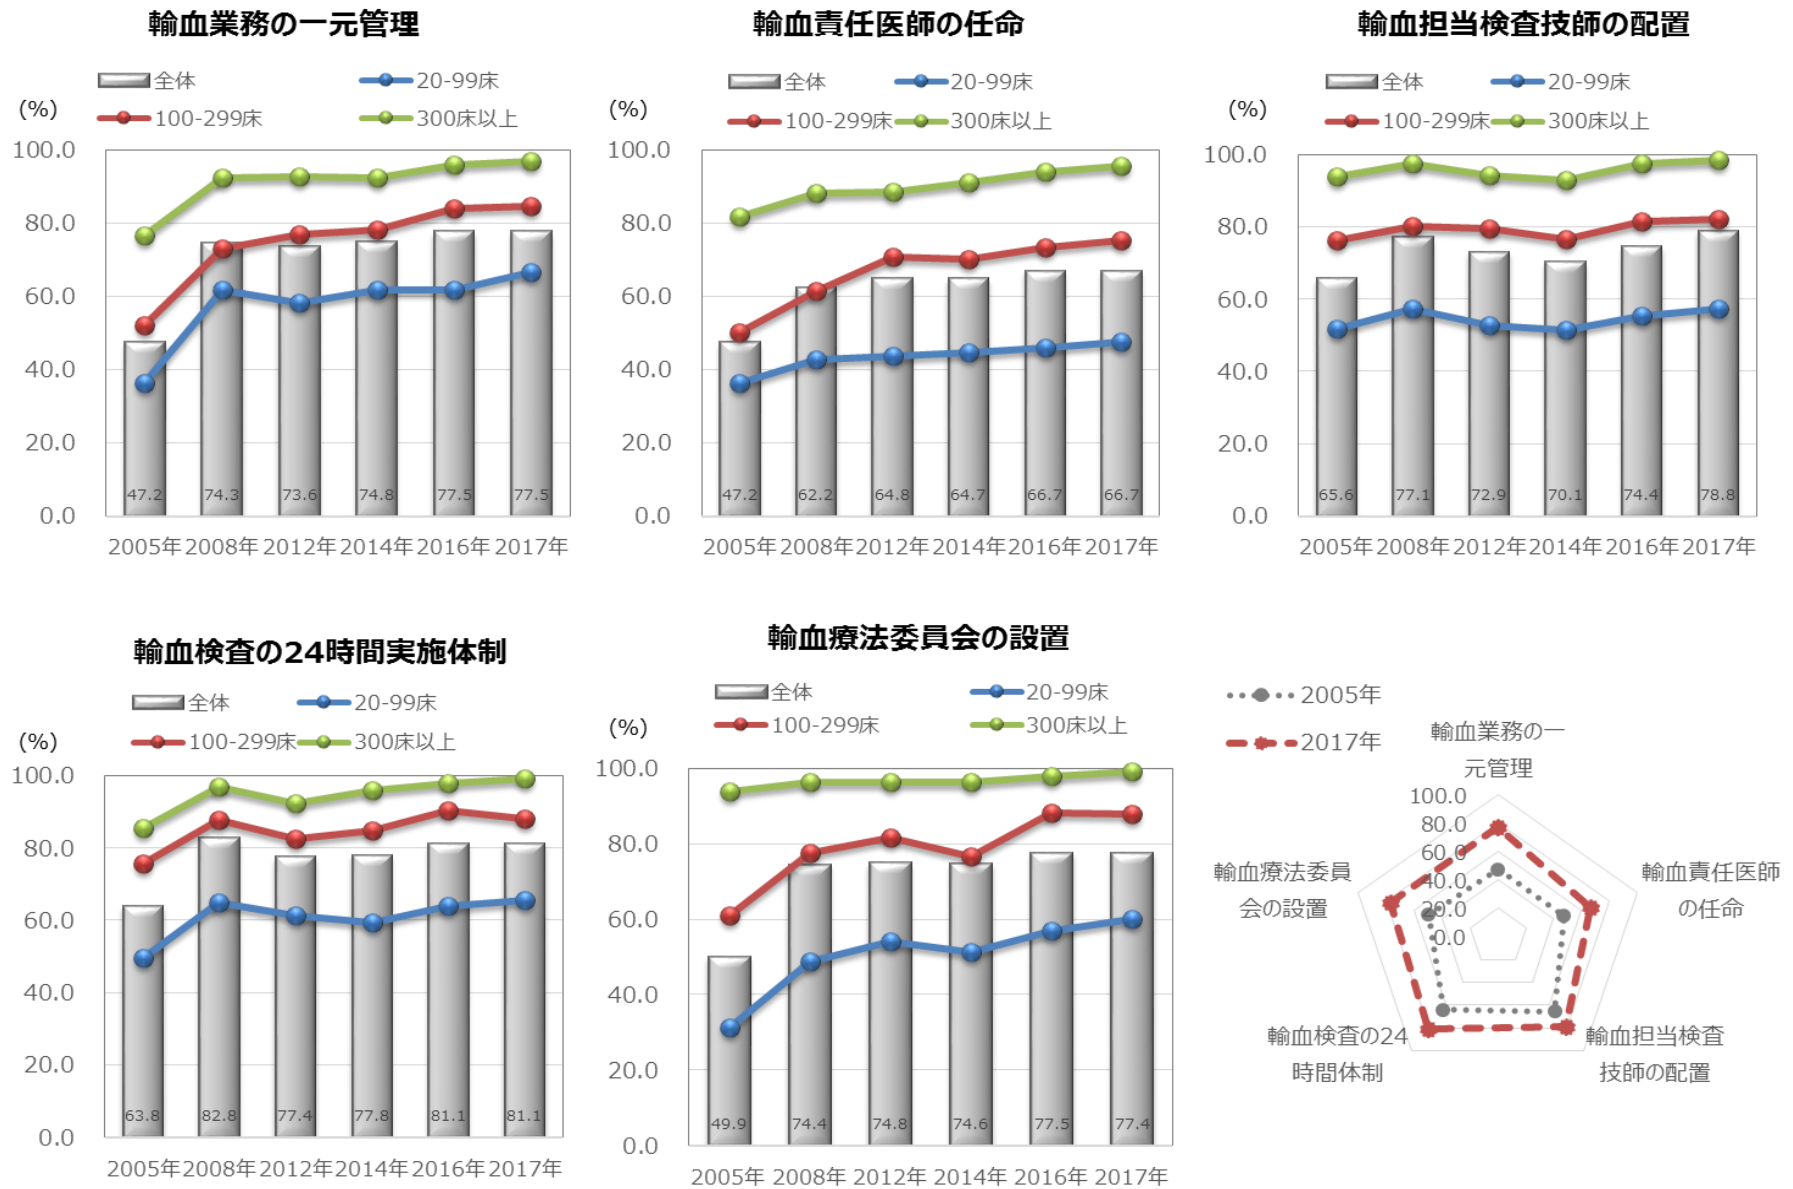 輸血業務の一元管理
全体
20-99床
(%)
100-299床
300床以上
100.0
80.0
60.0
40.0
20.0
0.0
47.2 74.3 73.6 74.8 77.5 77.5
2005年 2008年 2012年 2014年 2016年 2017年
輸血責任医師の任命
全体
20-99床
(%)
100-299床
300床以上
100.0
80.0
60.0
40.0
20.0
0.0
47.2 62.2 64.8 64.7 66.7 66.7
2005年 2008年 2012年 2014年 2016年 2017年
輸血担当検査技師の配置
全体
20-99床
(%)
100-299床
300床以上
100.0
80.0
60.0
40.0
20.0
0.0
65.6 77.1 72.9 70.1 74.4 78.8
2005年 2008年 2012年 2014年 2016年 2017年
輸血検査の24時間実施体制
全体
20-99床
(%)
100-299床
300床以上
100.0
80.0
60.0
40.0
20.0
0.0
63.8 82.8 77.4 77.8 81.1 81.1
2005年 2008年 2012年 2014年 2016年 2017年
輸血療法委員会の設置
全体
20-99床
(%)
100-299床
300床以上
100.0
80.0
60.0
40.0
20.0
0.0
49.9 74.4 74.8 74.6 77.5 77.4
2005年 2008年 2012年 2014年 2016年 2017年
2005年
2017年
輸血業務の一
元管理
100.0
80.0
60.0
40.0
20.0
0.0
輸血責任医師
の任命
輸血担当検査
技師の配置
輸血検査の24
時間体制
輸血療法委員
会の設置